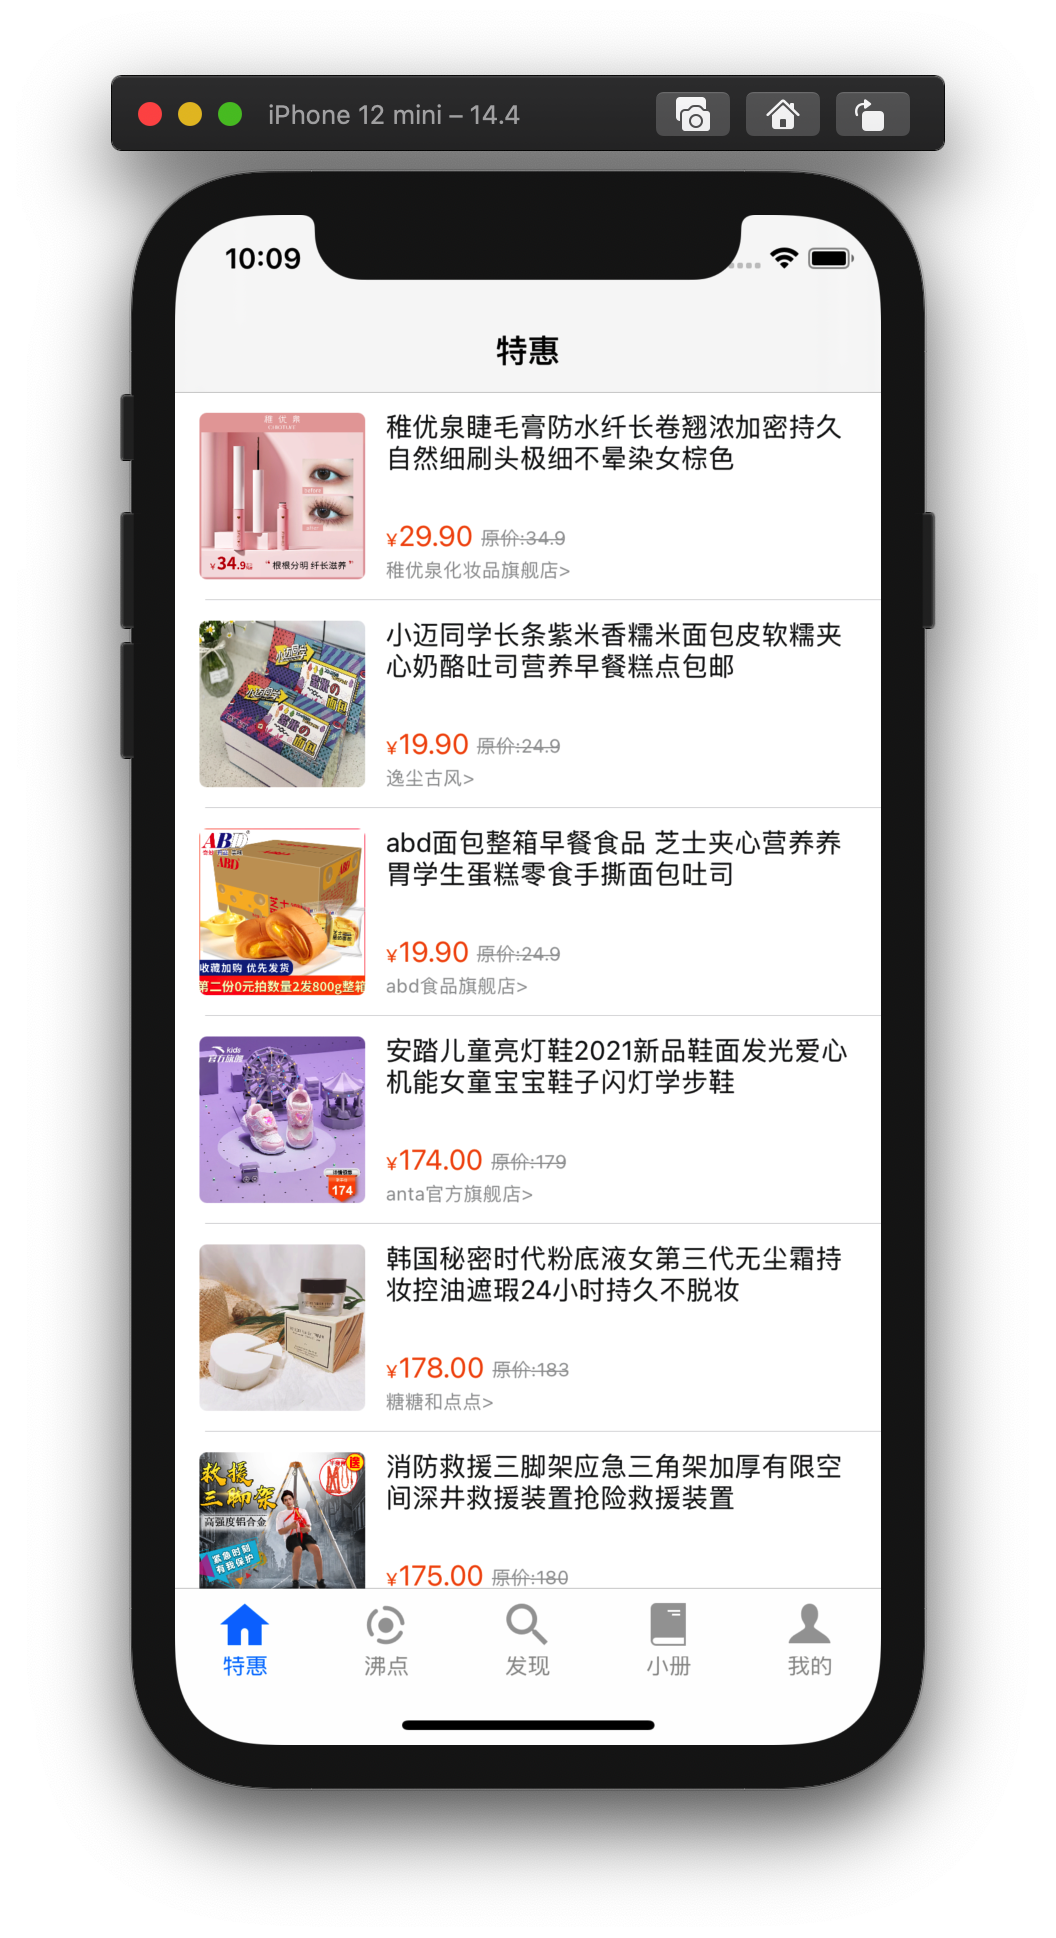 iPhone 12 mini – 14.4
10:09
特惠
稚优泉
稚优泉睫毛膏防水纤长卷翘浓加密持久
自然细刷头极细不晕染女棕色
¥34.9
根根分明 纤长滋养
¥29.90 原价:34.9
稚优泉化妆品旗舰店>
小迈同学长条紫米香糯米面包皮软糯夹
心奶酪吐司营养早餐糕点包邮
小迈同学
¥19.90 原价:24.9
逸尘古风>
ABD
ABD
abd面包整箱早餐食品 芝士夹心营养养
胃学生蛋糕零食手撕面包吐司
收藏加购 优先发货
第二份0元拍数量2发800g整箱
¥19.90 原价:24.9
abd食品旗舰店>
kids
官方旗舰
安踏儿童亮灯鞋2021新品鞋面发光爱心
机能女童宝宝鞋子闪灯学步鞋
174
¥174.00 原价:179
anta官方旗舰店>
韩国秘密时代粉底液女第三代无尘霜持
妆控油遮瑕24小时持久不脱妆
¥178.00 原价:183
糖糖和点点>
救援
三脚架
送
高强度铝合金
紧急时刻
有我保护
消防救援三脚架应急三角架加厚有限空
间深井救援装置抢险救援装置
¥175.00 原价:180
特惠 沸点 发现 小册 我的